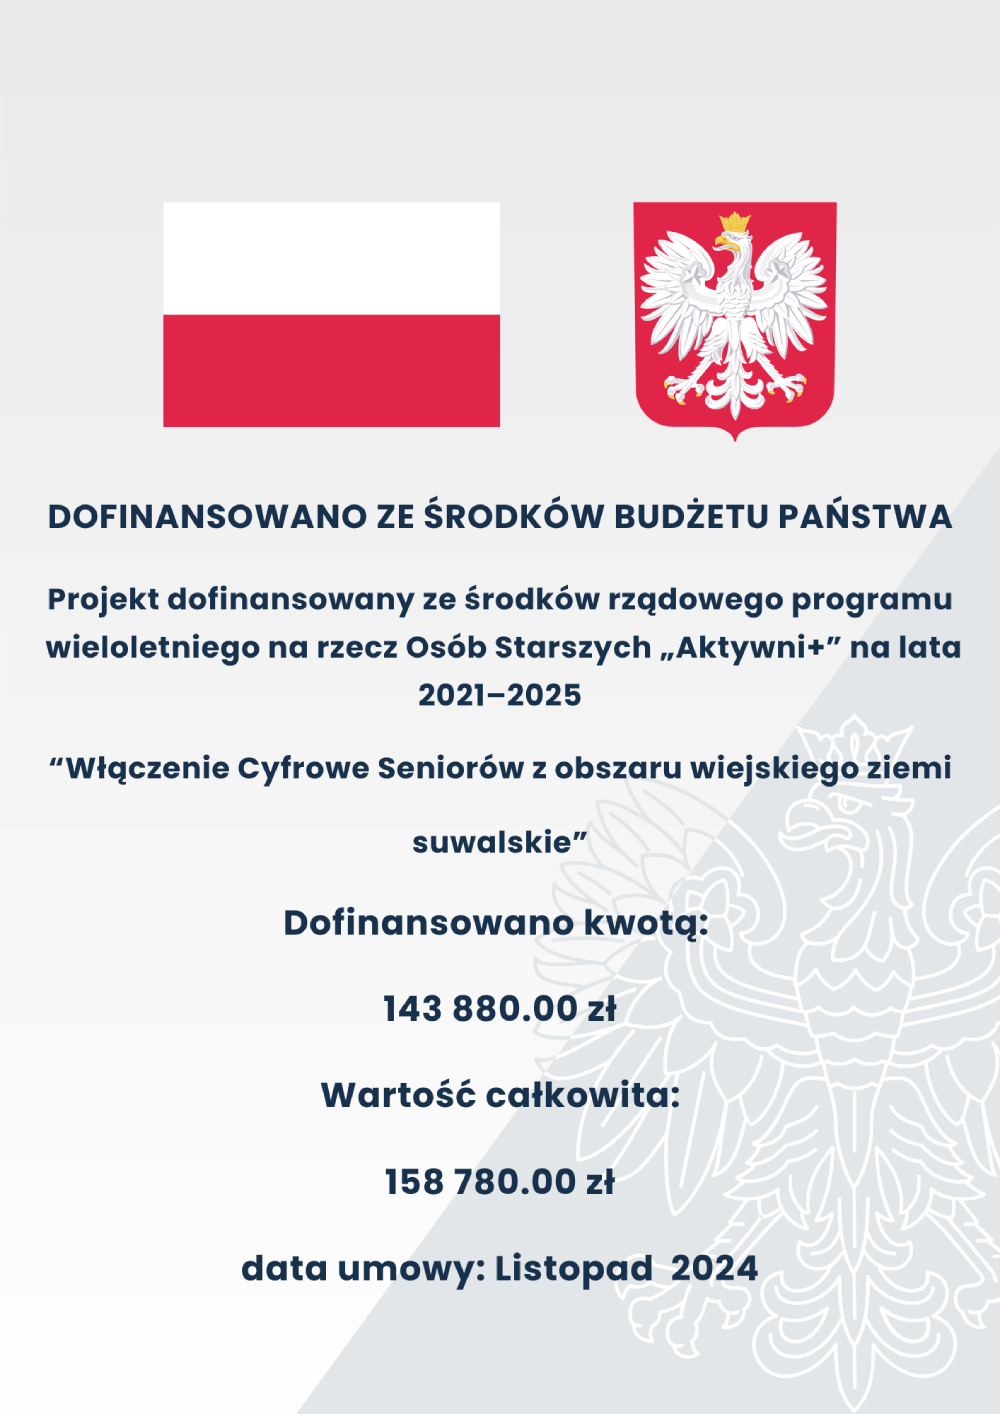 DOFINANSOWANO ZE ŚRODKÓW BUDŻETU PAŃSTWA
Projekt dofinansowany ze środków rządowego programu
wieloletniego na rzecz Osób Starszych „Aktywni+” na lata
2021–2025
“Włączenie Cyfrowe Seniorów z obszaru wiejskiego ziemi
suwalskie”
Dofinansowano kwotą:
143 880.00 zł
Wartość całkowita:
158 780.00 zł
data umowy: Listopad 2024